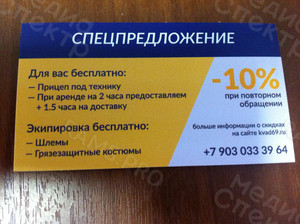 СПЕЦПРЕДЛОЖЕНИЕ
Для вас бесплатно:
— Прицеп под технику
— При аренде на 2 часа предоставляем
+ 1.5 часа на доставку
Экипировка бесплатно:
— Шлемы
— Грязезащитные костюмы
-10%
при повторном
обращении
больше информации о скидках
на сайте kvad69.ru
+7 903 033 39 64